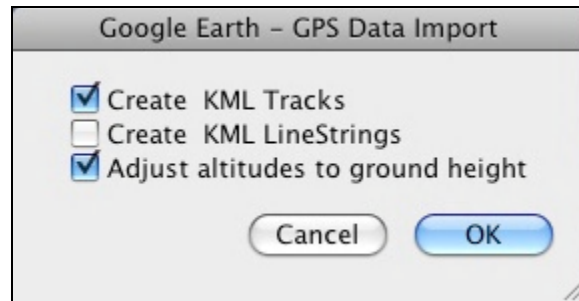 Google Earth – GPS Data Import
Create KML Tracks
Create KML LineStrings
Adjust altitudes to ground height
Cancel OK